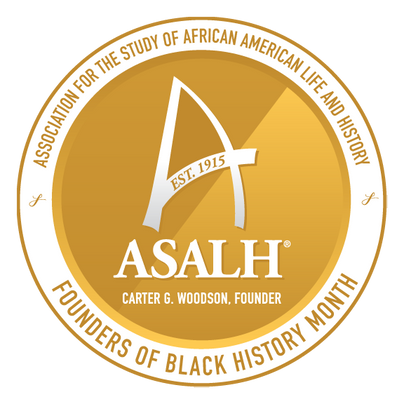 ASSOCIATION FOR THE STUDY OF AFRICAN AMERICAN LIFE AND HISTORY
EST. 1915
ASALH®
CARTER G. WOODSON, FOUNDER
FOUNDERS OF BLACK HISTORY MONTH